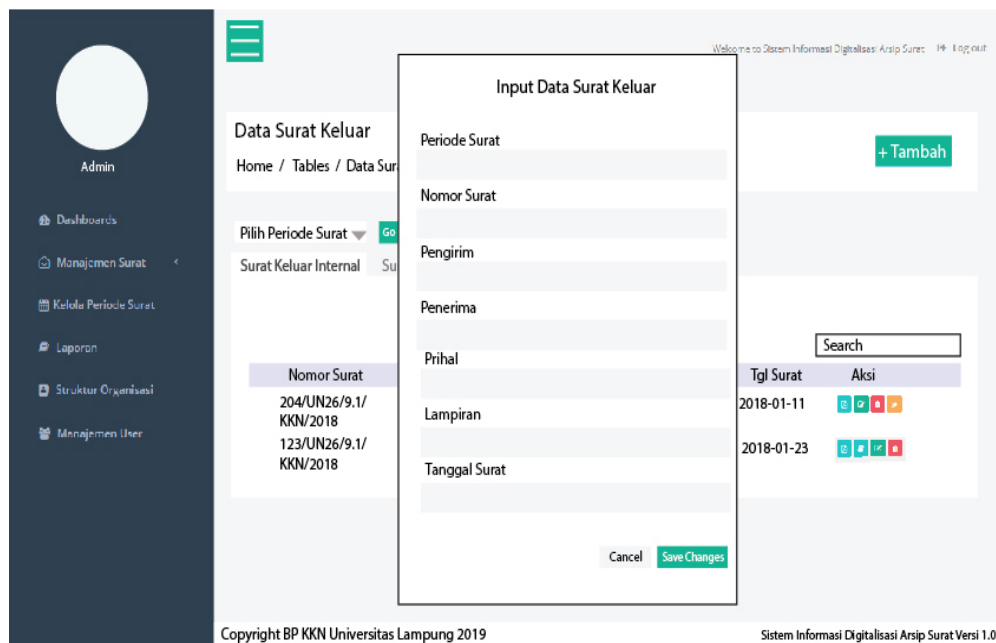 Welcome to Sistem Informasi Digitalisasi Arsip Surat Log out
Admin
Dashboards
Manajemen Surat
Kelola Periode Surat
Laporan
Struktur Organisasi
Manajemen User
Data Surat Keluar
Home / Tables / Data Sur
+ Tambah
Pilih Periode Surat Go
Surat Keluar Internal Su
Search
Nomor Surat Tgl Surat Aksi
204/UN26/9.1/
KKN/2018 2018-01-11
123/UN26/9.1/
KKN/2018 2018-01-23
Input Data Surat Keluar
Periode Surat
Nomor Surat
Pengirim
Penerima
Prihal
Lampiran
Tanggal Surat
Cancel Save Changes
Copyright BP KKN Universitas Lampung 2019 Sistem Informasi Digitalisasi Arsip Surat Versi 1.0